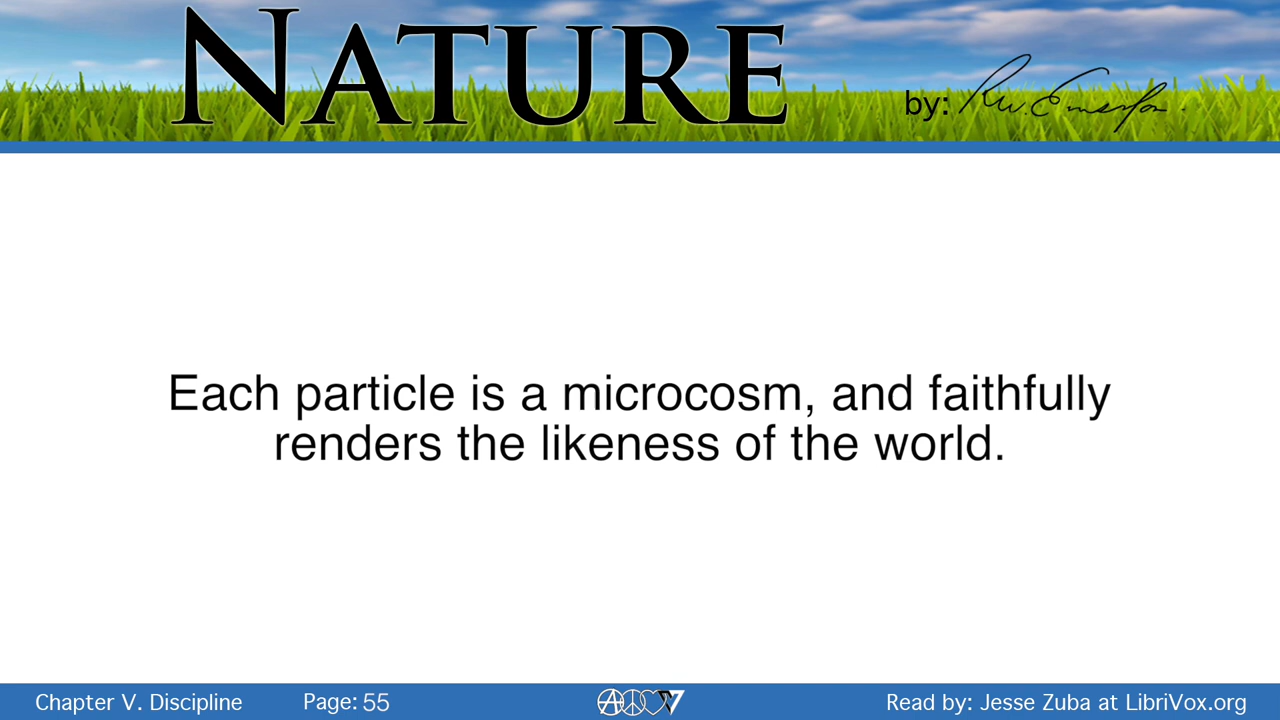 NATURE
by: R.W. Emerson.
Each particle is a microcosm, and faithfully
renders the likeness of the world.
Chapter V. Discipline
Page: 55
Read by: Jesse Zuba at LibriVox.org